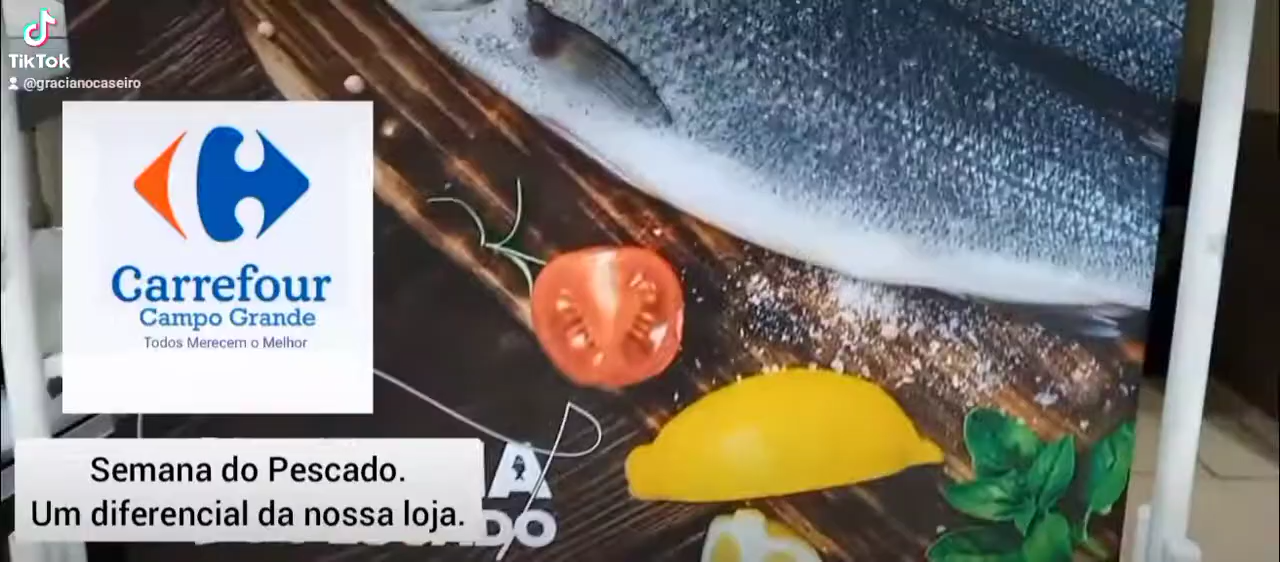 TikTok
@gracianocaseiro
Carrefour
Campo Grande
Todos Merecem o Melhor
Semana do Pescado.
Um diferencial da nossa loja.